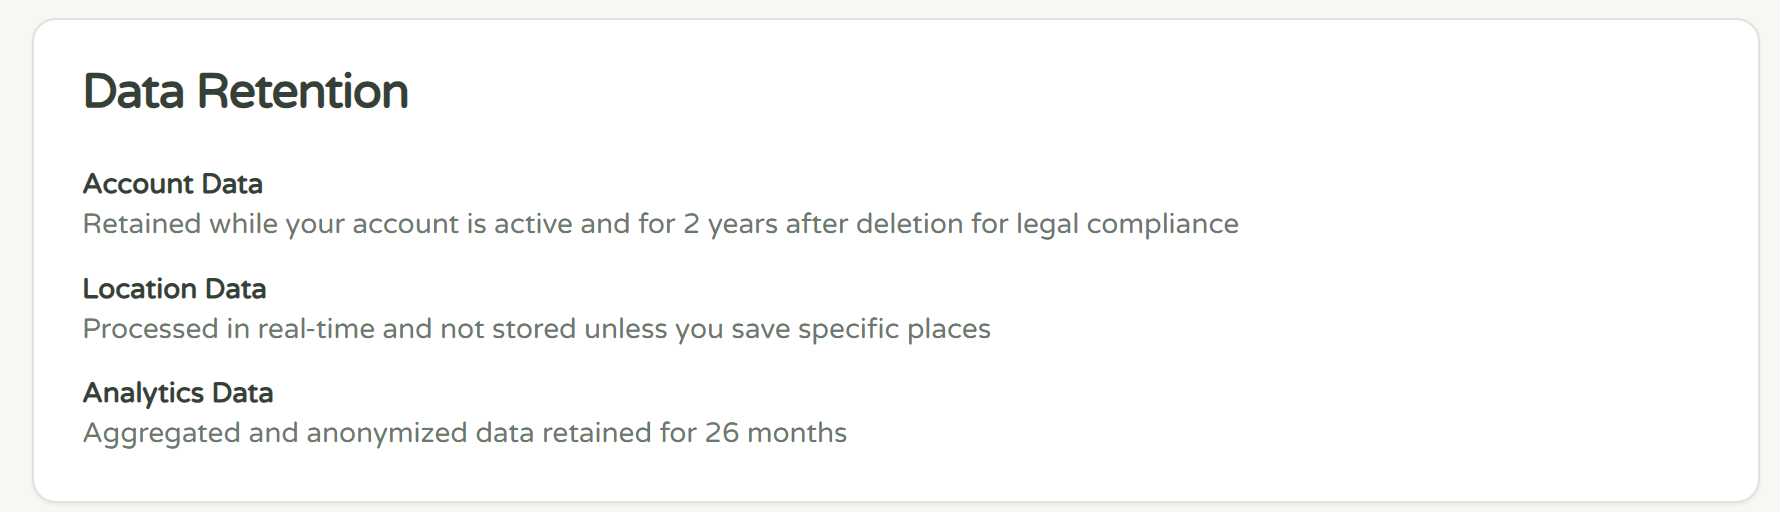 Data Retention
Account Data
Retained while your account is active and for 2 years after deletion for legal compliance
Location Data
Processed in real-time and not stored unless you save specific places
Analytics Data
Aggregated and anonymized data retained for 26 months